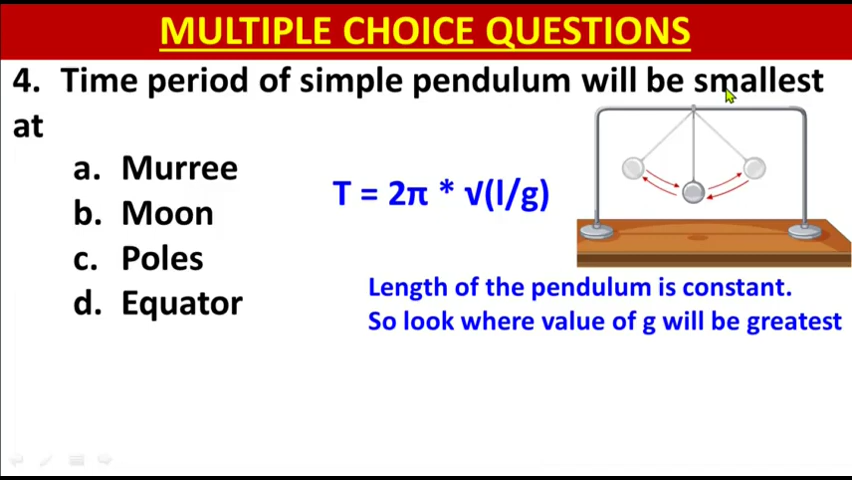 MULTIPLE CHOICE QUESTIONS
4. Time period of simple pendulum will be smallest
at
a. Murree
b. Moon
c. Poles
d. Equator
T = 2π * √(l/g)
Length of the pendulum is constant.
So look where value of g will be greatest